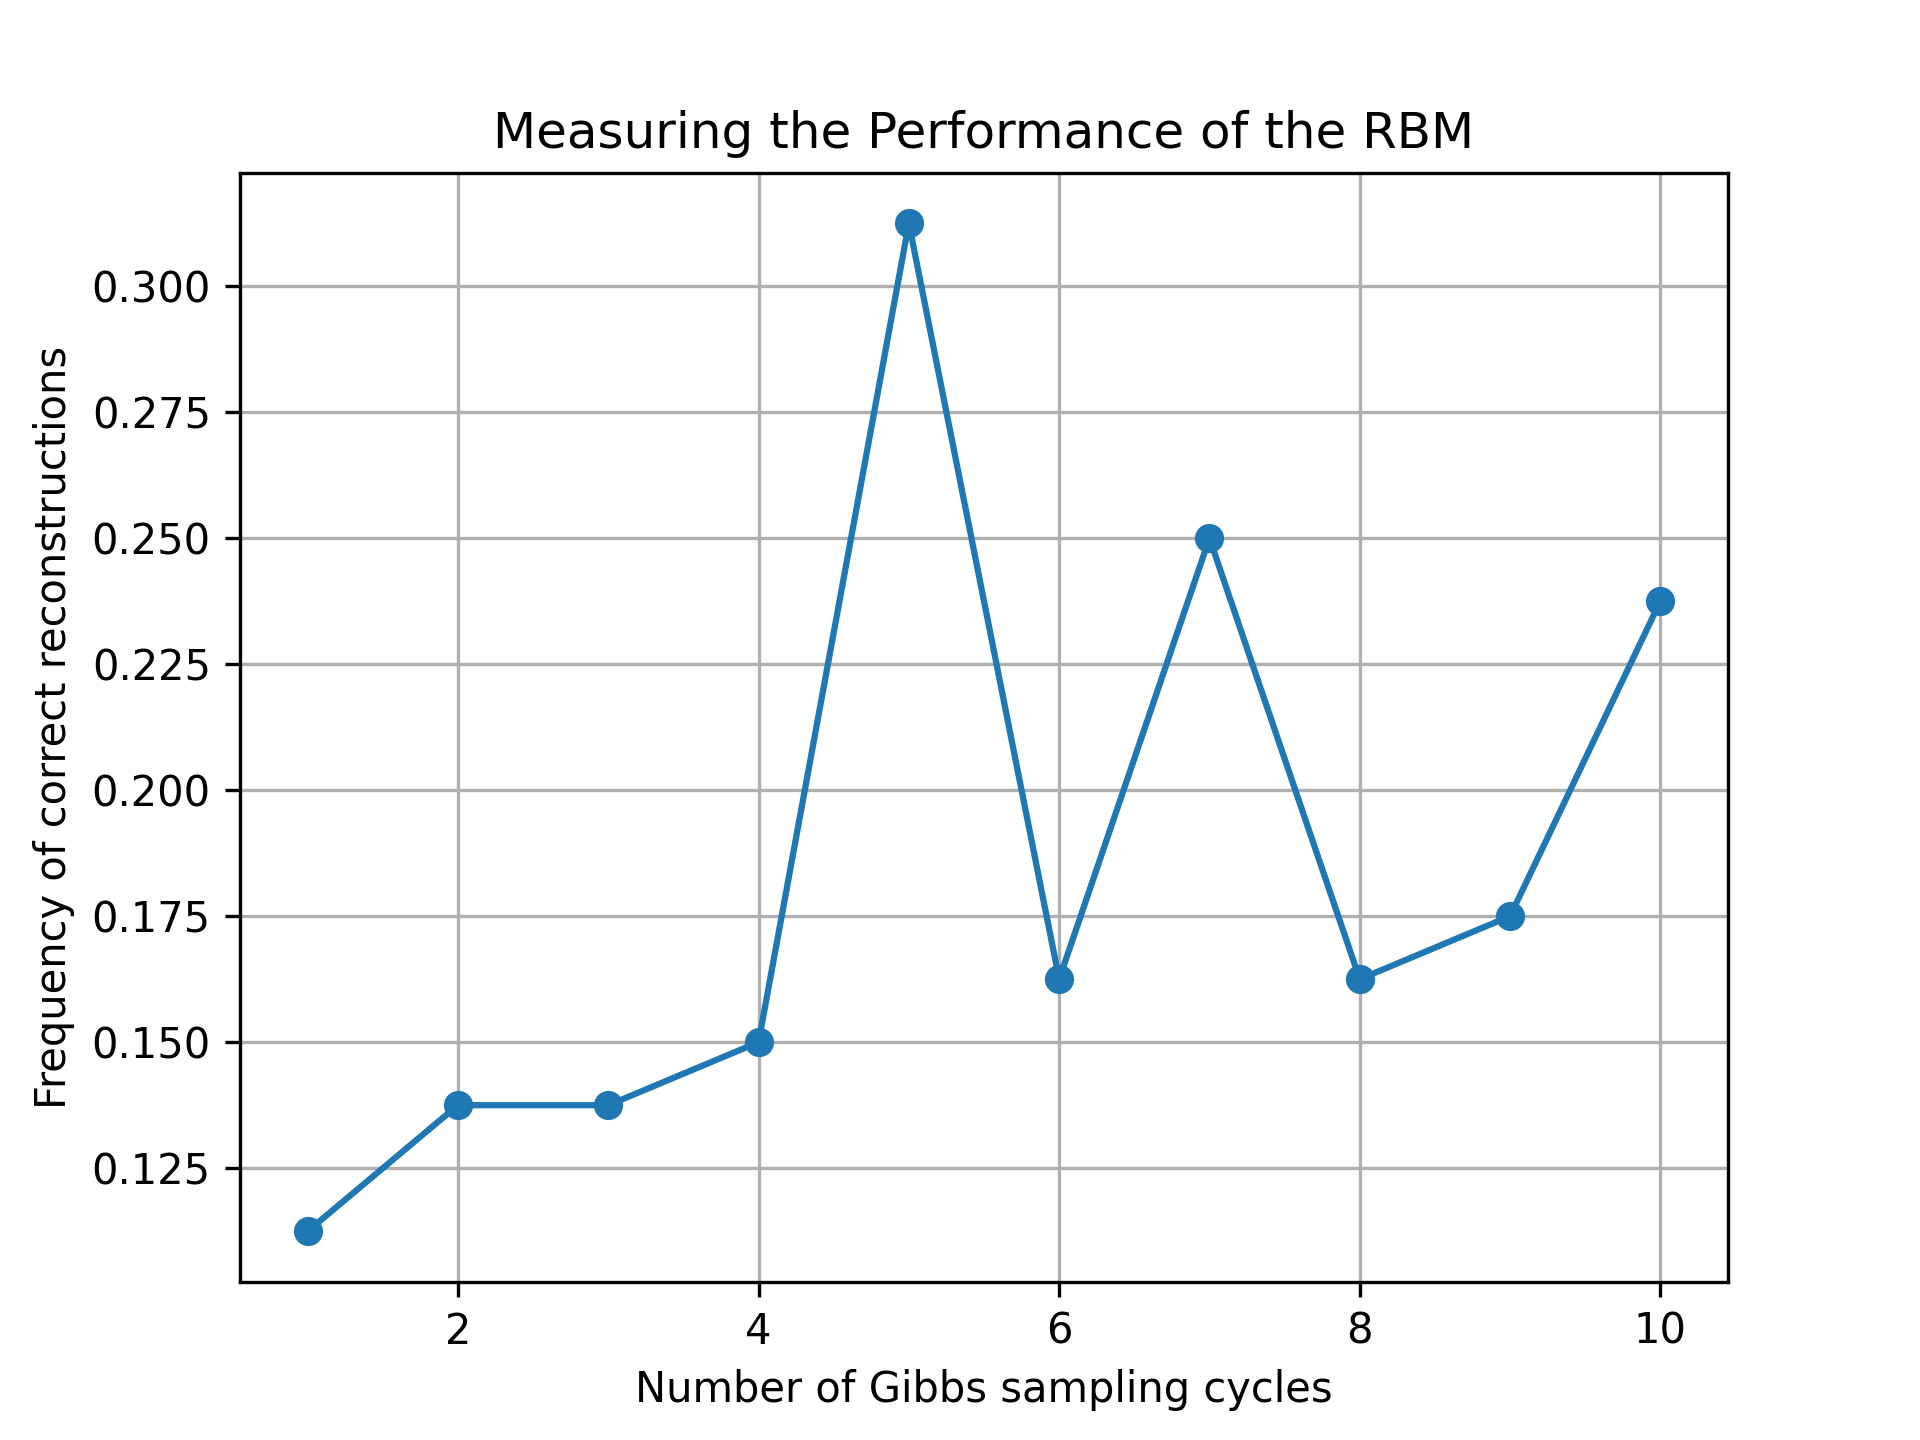 Measuring the Performance of the RBM
Frequency of correct reconstructions
0.300
0.275
0.250
0.225
0.200
0.175
0.150
0.125
2 4 6 8 10
Number of Gibbs sampling cycles